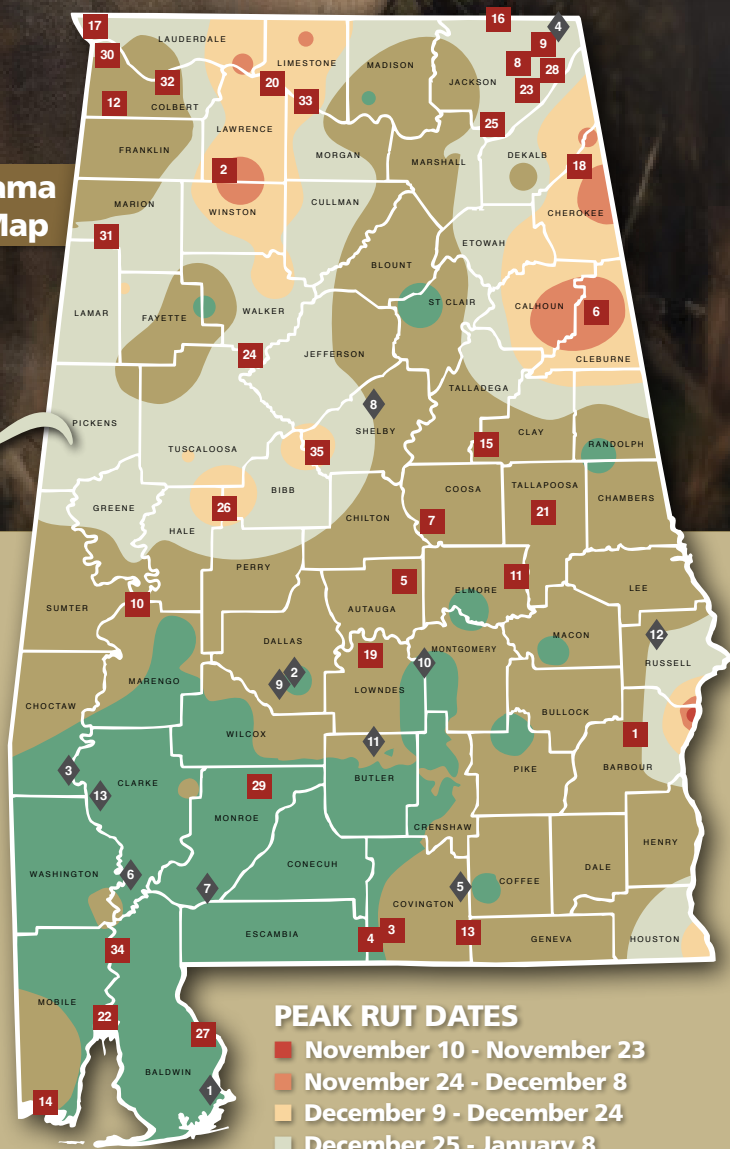 17
16
4
LAUDERDALE
9
30
LIMESTONE
MADISON
8
28
32
20
JACKSON
23
12
COLBERT
33
25
LAWRENCE
FRANKLIN
MORGAN
MARSHALL
DEKALB
18
2
ama
Map
MARION
WINSTON
CULLMAN
CHEROKEE
31
ETOWAH
BLOUNT
LAMAR
FAYETTE
WALKER
ST CLAIR
CALHOUN
6
24
JEFFERSON
CLEBURNE
TALLADEGA
8
PICKENS
SHELBY
CLAY
TUSCALOOSA
35
15
RANDOLPH
BIBB
COOSA
TALLAPOOSA
CHAMBERS
GREENE
26
HALE
CHILTON
7
21
PERRY
5
ELMORE
11
LEE
SUMTER
10
AUTAUGA
DALLAS
19
MONTGOMERY
MACON
12
RUSSELL
MARENGO
9
2
LOWNDES
10
CHOCTAW
BULLOCK
WILCOX
11
1
3
CLARKE
13
29
BUTLER
PIKE
BARBOUR
MONROE
CRENSHAW
HENRY
WASHINGTON
6
7
CONECUH
5
COFFEE
DALE
COVINGTON
34
ESCAMBIA
4
3
13
GENEVA
HOUSTON
MOBILE
22
27
BALDWIN
1
14
PEAK RUT DATES
November 10 - November 23
November 24 - December 8
December 9 - December 24
December 25 - January 8